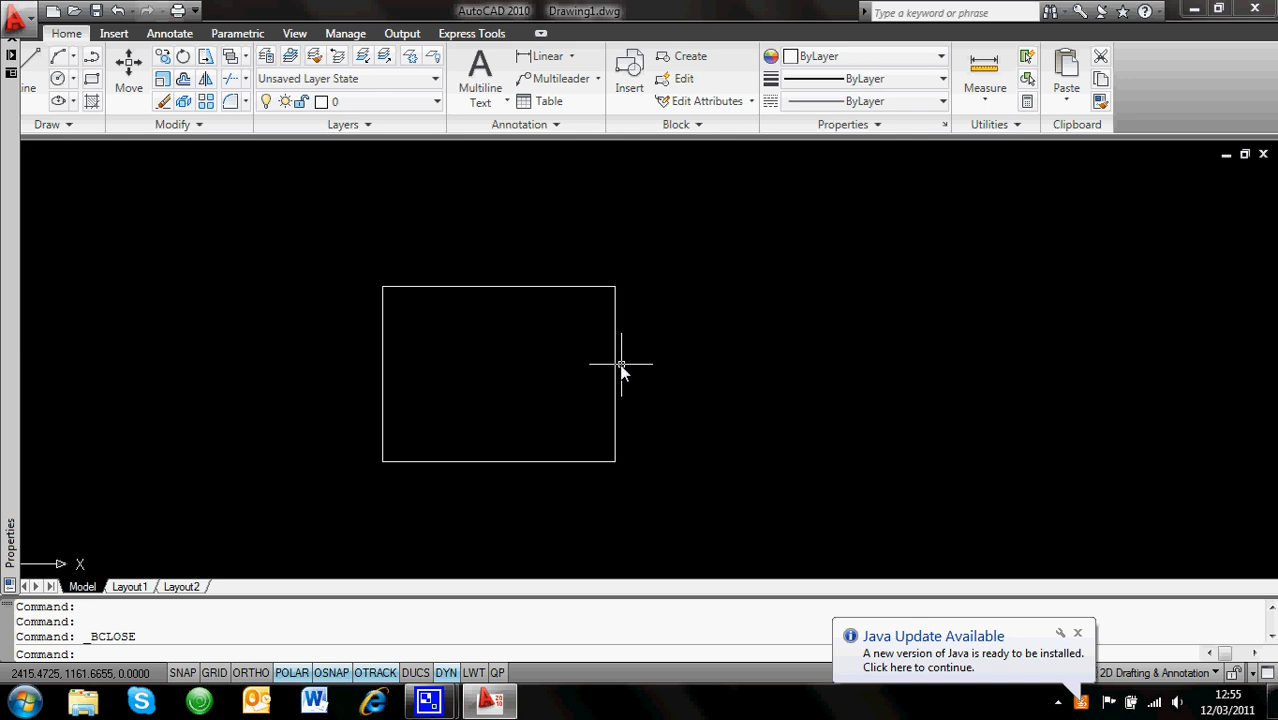 AutoCAD 2010 Drawing1.dwg
Type a keyword or phrase
Home Insert Annotate Parametric View Manage Output Express Tools
ine
Move
Unsaved Layer State
0
Multiline
Text
Linear
Multileader
Table
Insert
Create
Edit
Edit Attributes
ByLayer
ByLayer
ByLayer
Measure
Paste
Draw Modify Layers Annotation Block Properties Utilities Clipboard
Properties
X
Model Layout1 Layout2
Command:
Command:
Command: _BCLOSE
Command:
Java Update Available
A new version of Java is ready to be installed.
Click here to continue.
2415.4725, 1161.6655, 0.0000 SNAP GRID ORTHO POLAR OSNAP OTRACK DUCS DYN LWT QP 2D Drafting & Annotation
12:55
12/03/2011